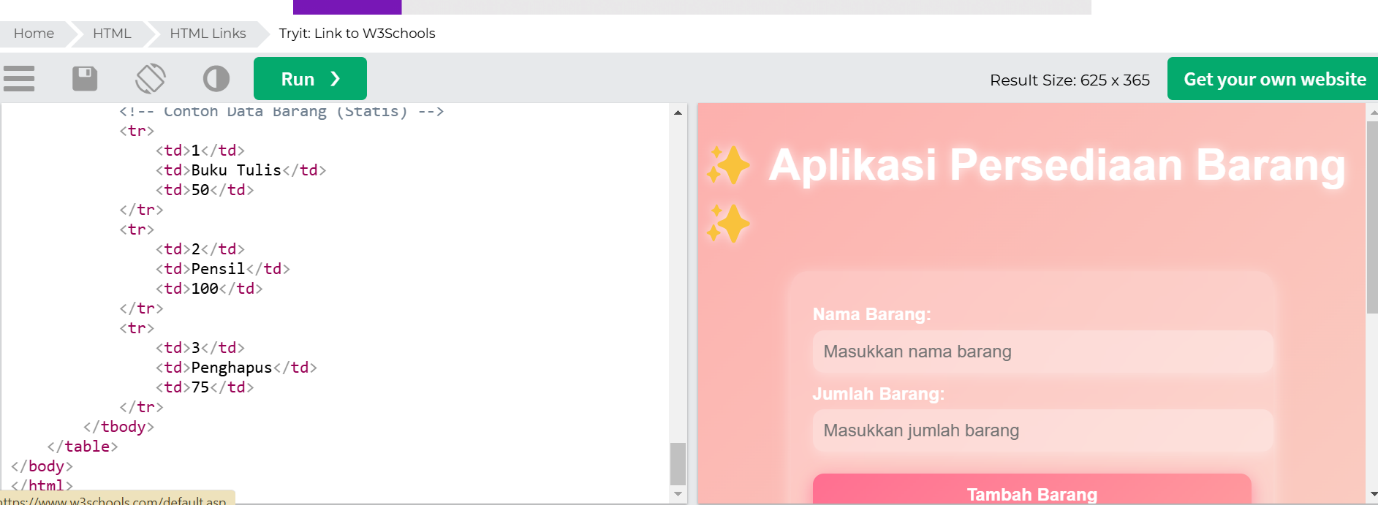 Home HTML HTML Links Tryit: Link to W3Schools
Run ❯ Result Size: 625 x 365 Get your own website
<!-- Contoh Data Barang (Statis) -->
<tr>
<td>1</td>
<td>Buku Tulis</td>
<td>50</td>
</tr>
<tr>
<td>2</td>
<td>Pensil</td>
<td>100</td>
</tr>
<tr>
<td>3</td>
<td>Penghapus</td>
<td>75</td>
</tr>
</tbody>
</table>
</body>
</html>
https://www.w3schools.com/default.asp
✨ Aplikasi Persediaan Barang
✨
Nama Barang:
Masukkan nama barang
Jumlah Barang:
Masukkan jumlah barang
Tambah Barang